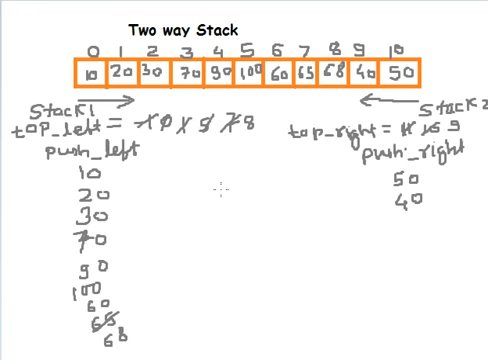 Two way Stack
0 1 2 3 4 5 6 7 8 9 10
10 20 30 70 90 100 60 65 68 40 50
Stack1
Stack2
top_left = 8
top_right = 9
push_left
push_right
10
50
20
40
30
70
90
100
60
65
68